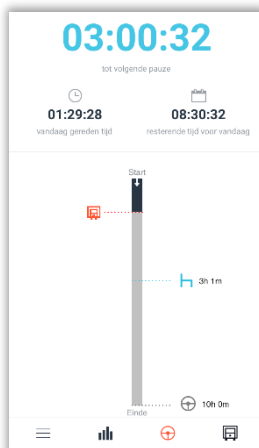 03:00:32
tot volgende pauze
01:29:28
vandaag gereden tijd
08:30:32
resterende tijd voor vandaag
Start
3h 1m
10h 0m
Einde